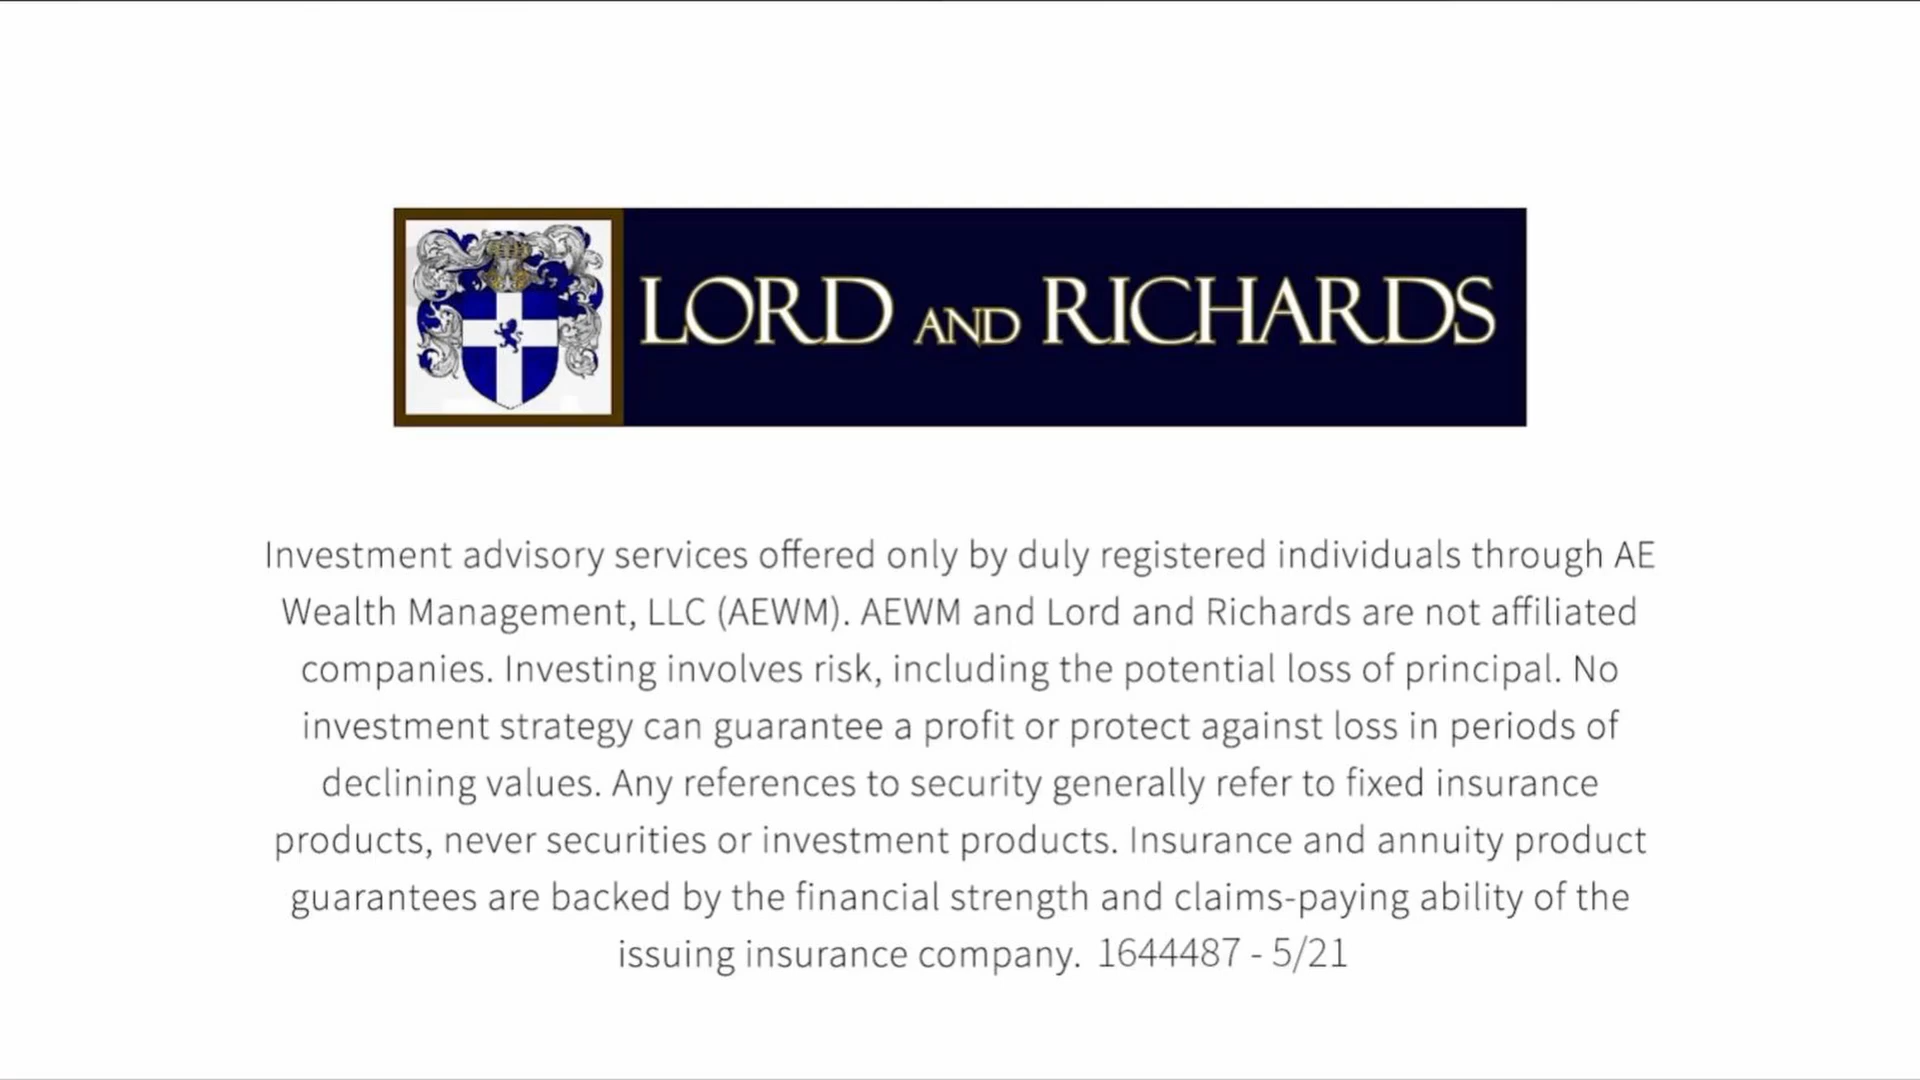 LORD AND RICHARDS
Investment advisory services offered only by duly registered individuals through AE
Wealth Management, LLC (AEWM). AEWM and Lord and Richards are not affiliated
companies. Investing involves risk, including the potential loss of principal. No
investment strategy can guarantee a profit or protect against loss in periods of
declining values. Any references to security generally refer to fixed insurance
products, never securities or investment products. Insurance and annuity product
guarantees are backed by the financial strength and claims-paying ability of the
issuing insurance company. 1644487 - 5/21